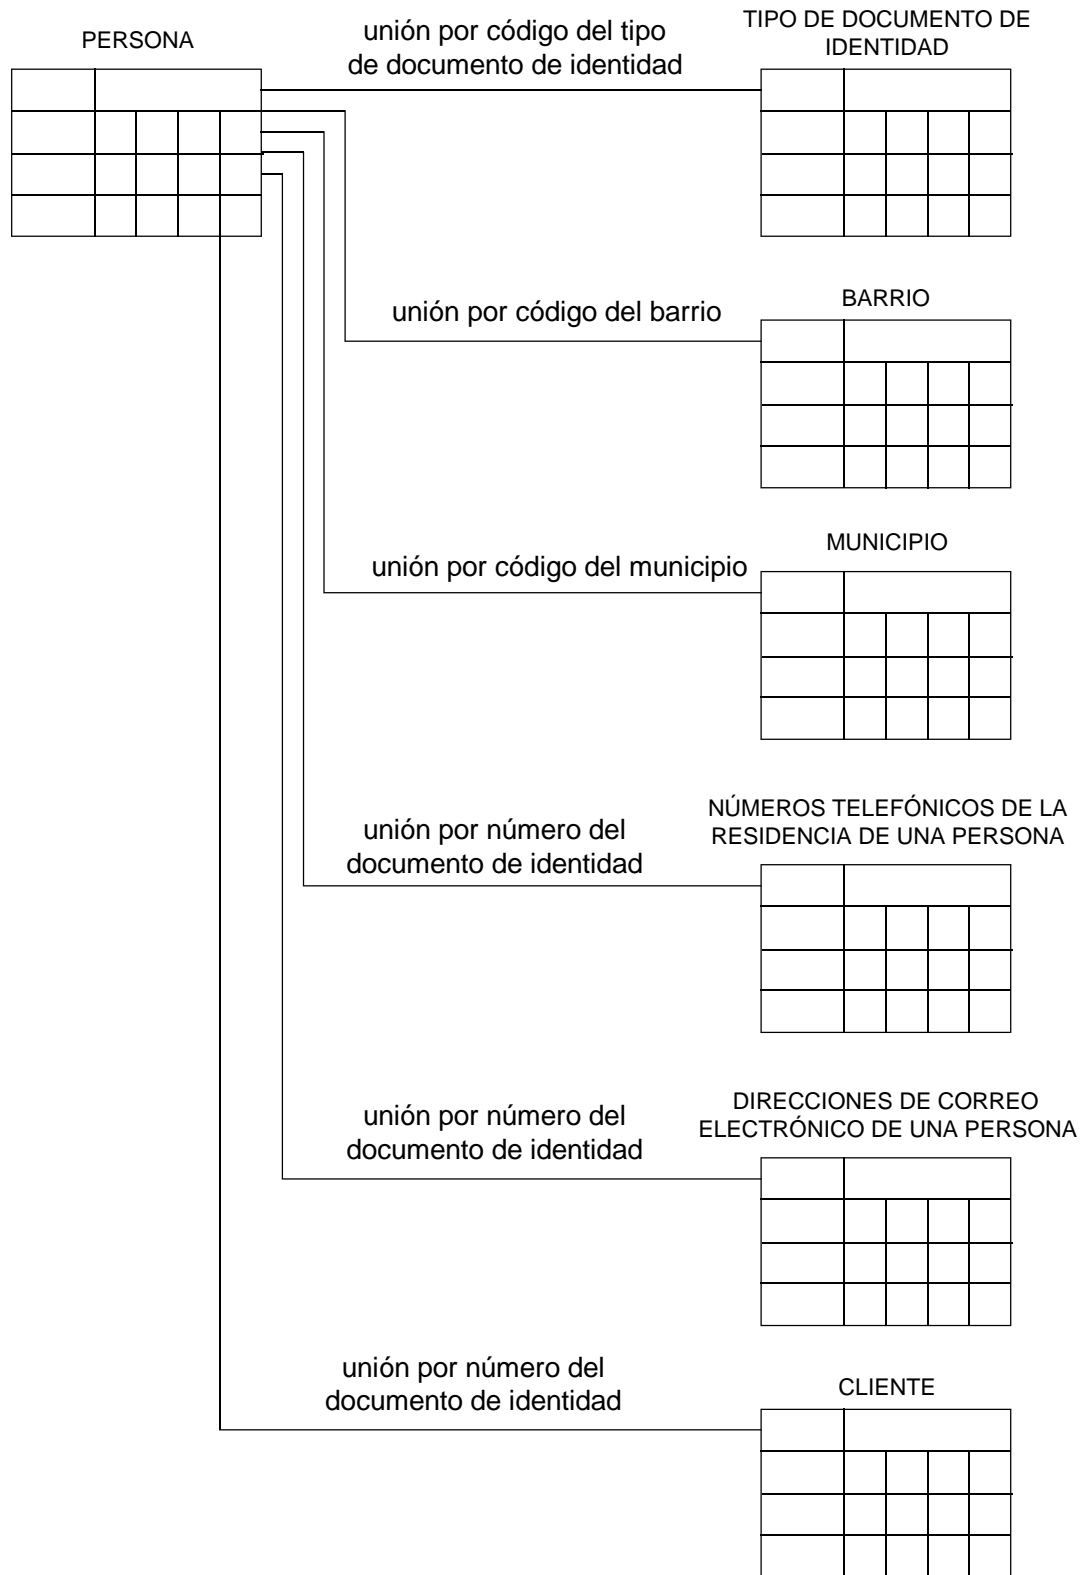 PERSONA
unión por código del tipo
de documento de identidad
TIPO DE DOCUMENTO DE
IDENTIDAD
unión por código del barrio
BARRIO
unión por código del municipio
MUNICIPIO
unión por número del
documento de identidad
NÚMEROS TELEFÓNICOS DE LA
RESIDENCIA DE UNA PERSONA
unión por número del
documento de identidad
DIRECCIONES DE CORREO
ELECTRÓNICO DE UNA PERSONA
unión por número del
documento de identidad
CLIENTE